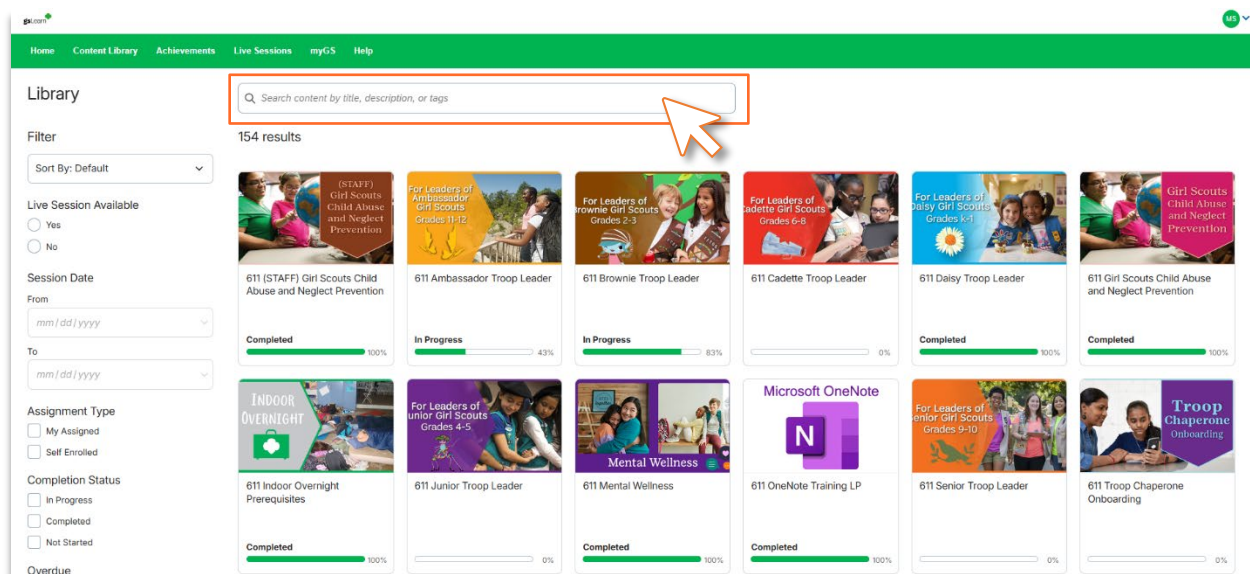 gsLearn
MS
Home Content Library Achievements Live Sessions myGS Help
Library
Search content by title, description, or tags
Filter
154 results
Sort By: Default
Live Session Available
Yes
No
Session Date
From
mm / dd / yyyy
To
mm / dd / yyyy
Assignment Type
My Assigned
Self Enrolled
Completion Status
In Progress
Completed
Not Started
Overdue
(STAFF)
Girl Scouts
Child Abuse
and Neglect
Prevention
611 (STAFF) Girl Scouts Child
Abuse and Neglect Prevention
Completed
100%
For Leaders of
Ambassador
Girl Scouts
Grades 11-12
611 Ambassador Troop Leader
In Progress
43%
For Leaders of
Brownie Girl Scouts
Grades 2-3
611 Brownie Troop Leader
In Progress
83%
For Leaders of
Cadette Girl Scouts
Grades 6-8
611 Cadette Troop Leader
0%
For Leaders of
Daisy Girl Scouts
Grades k-1
611 Daisy Troop Leader
Completed
100%
Girl Scouts
Child Abuse
and Neglect
Prevention
611 Girl Scouts Child Abuse
and Neglect Prevention
Completed
100%
INDOOR
OVERNIGHT
611 Indoor Overnight
Prerequisites
Completed
100%
For Leaders of
Junior Girl Scouts
Grades 4-5
611 Junior Troop Leader
0%
Mental Wellness
611 Mental Wellness
Completed
100%
Microsoft OneNote
N
611 OneNote Training LP
Completed
100%
For Leaders of
Senior Girl Scouts
Grades 9-10
611 Senior Troop Leader
0%
Troop
Chaperone
Onboarding
611 Troop Chaperone
Onboarding
0%